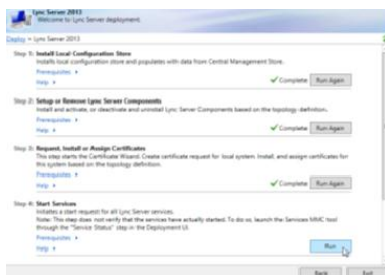 Lync Server 2013
Welcome to Lync Server deployment.
Deploy > Lync Server 2013
Step 1: Install Local Configuration Store
Installs local configuration store and populates with data from Central Management Store.
Prerequisites
Help
Complete Run Again
Step 2: Setup or Remove Lync Server Components
Install and activate, or deactivate and uninstall Lync Server Components based on the topology definition.
Prerequisites
Help
Complete Run Again
Step 3: Request, Install or Assign Certificates
This step starts the Certificate Wizard. Create certificate request for local system. Install, and assign certificates for this system based on the topology definition.
Prerequisites
Help
Complete Run Again
Step 4: Start Services
Initiates a start request for all Lync Server services.
Note: This step does not verify that the services have actually started. To do so, launch the Services MMC tool
through the "Service Status" step in the Deployment UI.
Prerequisites
Help
Run
Back Exit